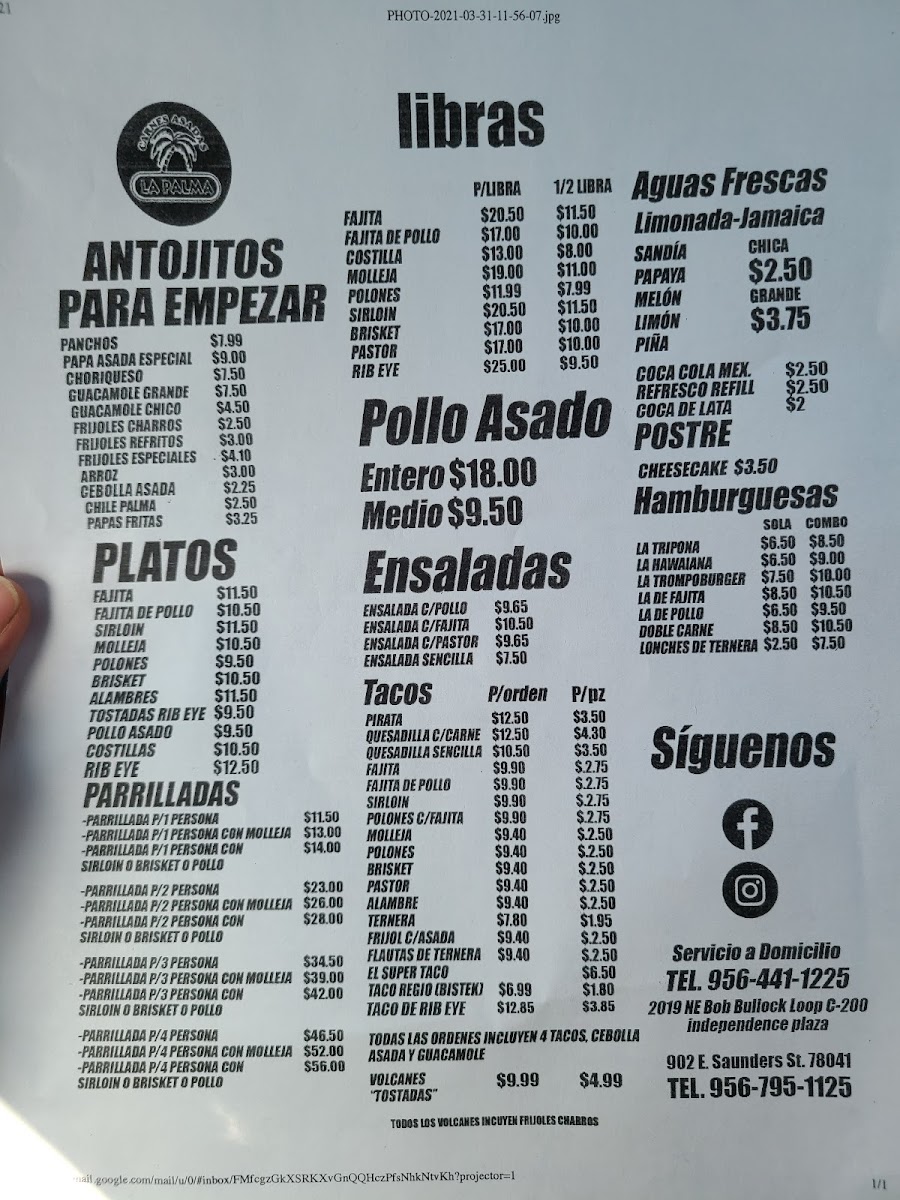 21
PHOTO-2021-03-31-11-56-07.jpg
CARNES ASADAS
LA PALMA
ANTOJITOS
PARA EMPEZAR
PANCHOS $7.99
PAPA ASADA ESPECIAL $9.00
CHORIQUESO $7.50
GUACAMOLE GRANDE $7.50
GUACAMOLE CHICO $4.50
FRIJOLES CHARROS $2.50
FRIJOLES REFRITOS $3.00
FRIJOLES ESPECIALES $4.10
ARROZ $3.00
CEBOLLA ASADA $2.25
CHILE PALMA $2.50
PAPAS FRITAS $3.25
PLATOS
FAJITA $11.50
FAJITA DE POLLO $10.50
SIRLOIN $11.50
MOLLEJA $10.50
POLONES $9.50
BRISKET $10.50
ALAMBRES $11.50
TOSTADAS RIB EYE $9.50
POLLO ASADO $9.50
COSTILLAS $10.50
RIB EYE $12.50
PARRILLADAS
-PARRILLADA P/1 PERSONA $11.50
-PARRILLADA P/1 PERSONA CON MOLLEJA $13.00
-PARRILLADA P/1 PERSONA CON $14.00
SIRLOIN O BRISKET O POLLO
-PARRILLADA P/2 PERSONA $23.00
-PARRILLADA P/2 PERSONA CON MOLLEJA $26.00
-PARRILLADA P/2 PERSONA CON $28.00
SIRLOIN O BRISKET O POLLO
-PARRILLADA P/3 PERSONA $34.50
-PARRILLADA P/3 PERSONA CON MOLLEJA $39.00
-PARRILLADA P/3 PERSONA CON $42.00
SIRLOIN O BRISKET O POLLO
-PARRILLADA P/4 PERSONA $46.50
-PARRILLADA P/4 PERSONA CON MOLLEJA $52.00
-PARRILLADA P/4 PERSONA CON $56.00
SIRLOIN O BRISKET O POLLO
libras
P/LIBRA 1/2 LIBRA
FAJITA $20.50 $11.50
FAJITA DE POLLO $17.00 $10.00
COSTILLA $13.00 $8.00
MOLLEJA $19.00 $11.00
POLONES $11.99 $7.99
SIRLOIN $20.50 $11.50
BRISKET $17.00 $10.00
PASTOR $17.00 $10.00
RIB EYE $25.00 $9.50
Pollo Asado
Entero $18.00
Medio $9.50
Ensaladas
ENSALADA C/POLLO $9.65
ENSALADA C/FAJITA $10.50
ENSALADA C/PASTOR $9.65
ENSALADA SENCILLA $7.50
Tacos P/orden P/pz
PIRATA $12.50 $3.50
QUESADILLA C/CARNE $12.50 $4.30
QUESADILLA SENCILLA $10.50 $3.50
FAJITA $9.90 $.2.75
FAJITA DE POLLO $9.90 $.2.75
SIRLOIN $9.90 $.2.75
POLONES C/FAJITA $9.90 $.2.75
MOLLEJA $9.40 $.2.50
POLONES $9.40 $.2.50
BRISKET $9.40 $.2.50
PASTOR $9.40 $.2.50
ALAMBRE $9.40 $.2.50
TERNERA $7.80 $1.95
FRIJOL C/ASADA $9.40 $.2.50
FLAUTAS DE TERNERA $9.40 $.2.50
EL SUPER TACO $6.50
TACO REGIO (BISTEK) $6.99 $1.80
TACO DE RIB EYE $12.85 $3.85
TODAS LAS ORDENES INCLUYEN 4 TACOS, CEBOLLA
ASADA Y GUACAMOLE
VOLCANES $9.99 $4.99
"TOSTADAS"
TODOS LOS VOLCANES INCUYEN FRIJOLES CHARROS
Aguas Frescas
Limonada-Jamaica
SANDÍA CHICA
PAPAYA $2.50
MELÓN GRANDE
LIMÓN $3.75
PIÑA
COCA COLA MEX. $2.50
REFRESCO REFILL $2.50
COCA DE LATA $2
POSTRE
CHEESECAKE $3.50
Hamburguesas
SOLA COMBO
LA TRIPONA $6.50 $8.50
LA HAWAIANA $6.50 $9.00
LA TROMPOBURGER $7.50 $10.00
LA DE FAJITA $8.50 $10.50
LA DE POLLO $6.50 $9.50
DOBLE CARNE $8.50 $10.50
LONCHES DE TERNERA $2.50 $7.50
Síguenos
Servicio a Domicilio
TEL. 956-441-1225
2019 NE Bob Bullock Loop C-200
independence plaza
902 E. Saunders St. 78041
TEL. 956-795-1125
mail.google.com/mail/u/0/#inbox/FMfcgzGkXSRKXvGnQQHczPfsNhkNtvKh?projector=1
1/1